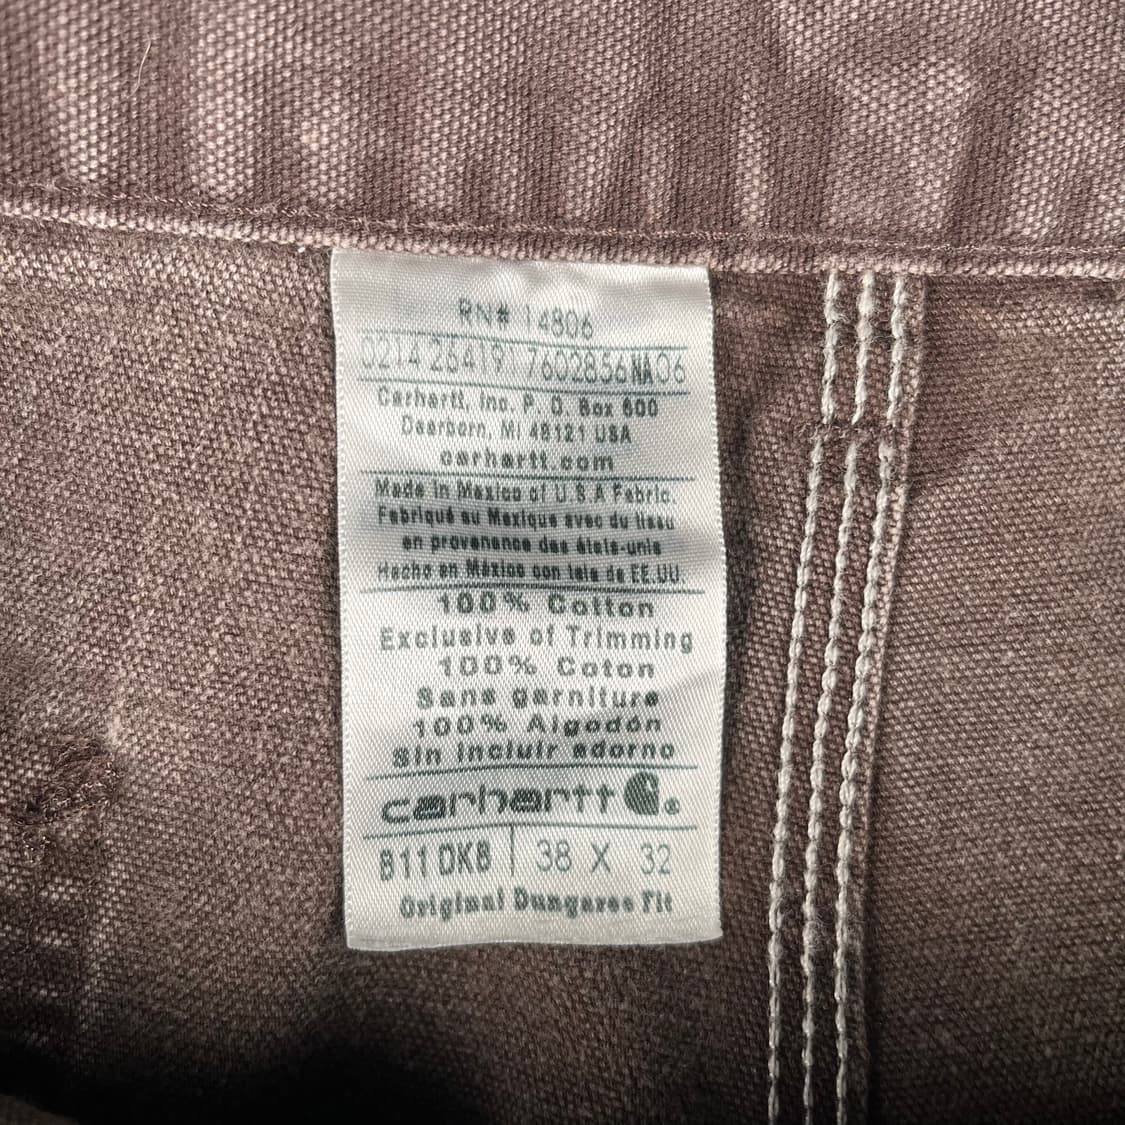 RN# 14806
0214 26419 7602856NA06
Carhartt, Inc. P. O. Box 600
Dearborn, MI 48121 USA
carhartt.com
Made in Mexico of U.S.A Fabric.
Fabriqué au Mexique avec du tissu
en provenance des états-unis
Hecho en México con tela de EE.UU.
100% Cotton
Exclusive of Trimming
100% Coton
Sans garniture
100% Algodón
Sin incluir adorno
carhartt
B11 DKB 38 X 32
Original Dungaree Fit